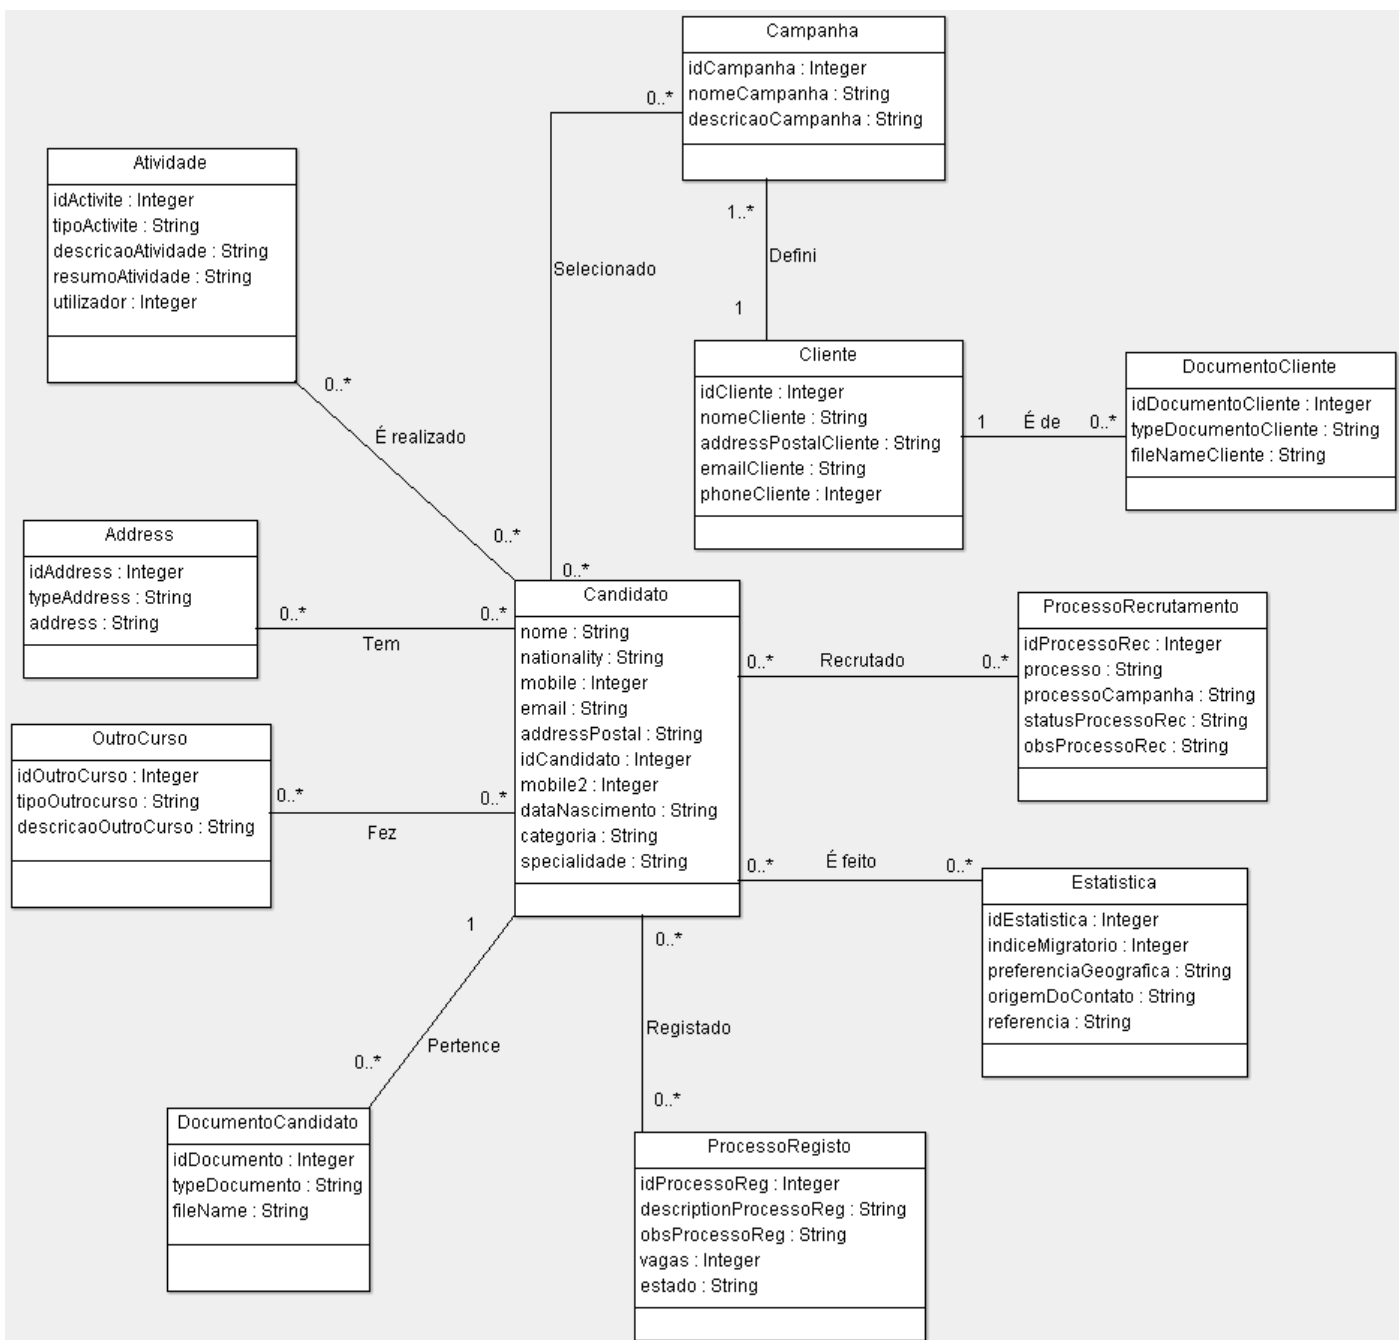 Campanha
idCampanha : Integer
nomeCampanha : String
descricaoCampanha : String
0..*
1..*
Selecionado
Defini
1
0..*
Atividade
idActivite : Integer
tipoActivite : String
descricaoAtividade : String
resumoAtividade : String
utilizador : Integer
0..*
É realizado
0..*
Cliente
idCliente : Integer
nomeCliente : String
addressPostalCliente : String
emailCliente : String
phoneCliente : Integer
1
É de
0..*
DocumentoCliente
idDocumentoCliente : Integer
typeDocumentoCliente : String
fileNameCliente : String
Address
idAddress : Integer
typeAddress : String
address : String
0..*
Tem
0..*
Candidato
nome : String
nationality : String
mobile : Integer
email : String
addressPostal : String
idCandidato : Integer
mobile2 : Integer
dataNascimento : String
categoria : String
specialidade : String
0..*
Recrutado
0..*
ProcessoRecrutamento
idProcessoRec : Integer
processo : String
processoCampanha : String
statusProcessoRec : String
obsProcessoRec : String
OutroCurso
idOutroCurso : Integer
tipoOutrocurso : String
descricaoOutroCurso : String
0..*
Fez
0..*
0..*
É feito
0..*
Estatistica
idEstatistica : Integer
indiceMigratorio : Integer
preferenciaGeografica : String
origemDoContato : String
referencia : String
1
Pertence
0..*
0..*
Registado
0..*
DocumentoCandidato
idDocumento : Integer
typeDocumento : String
fileName : String
ProcessoRegisto
idProcessoReg : Integer
descriptionProcessoReg : String
obsProcessoReg : String
vagas : Integer
estado : String